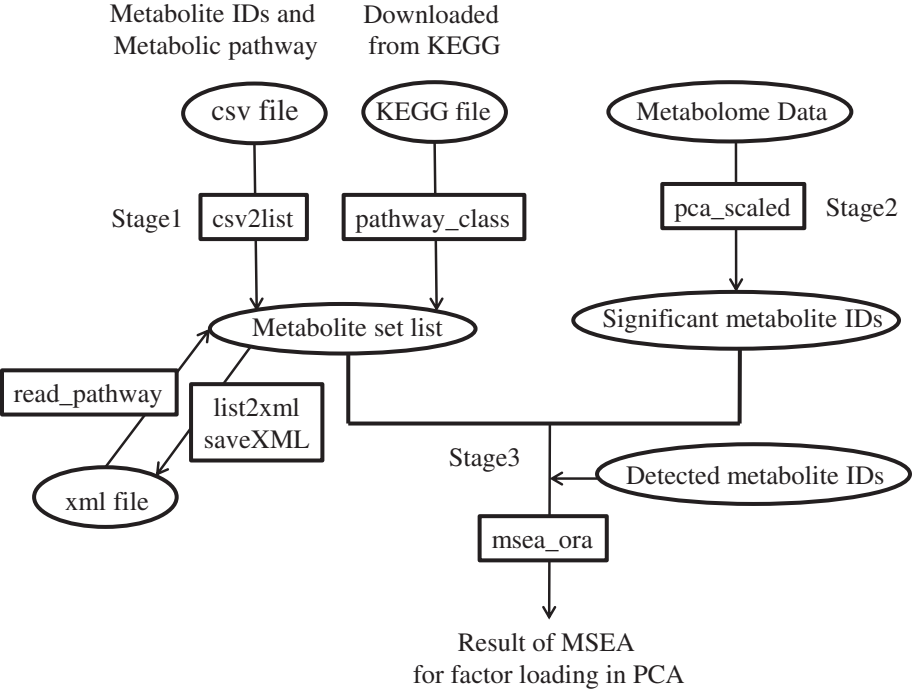 Metabolite IDs and
Metabolic pathway
Downloaded
from KEGG
csv file
KEGG file
Metabolome Data
Stage1
csv2list
pathway_class
pca_scaled
Stage2
Metabolite set list
Significant metabolite IDs
read_pathway
list2xml
saveXML
xml file
Stage3
Detected metabolite IDs
msea_ora
Result of MSEA
for factor loading in PCA